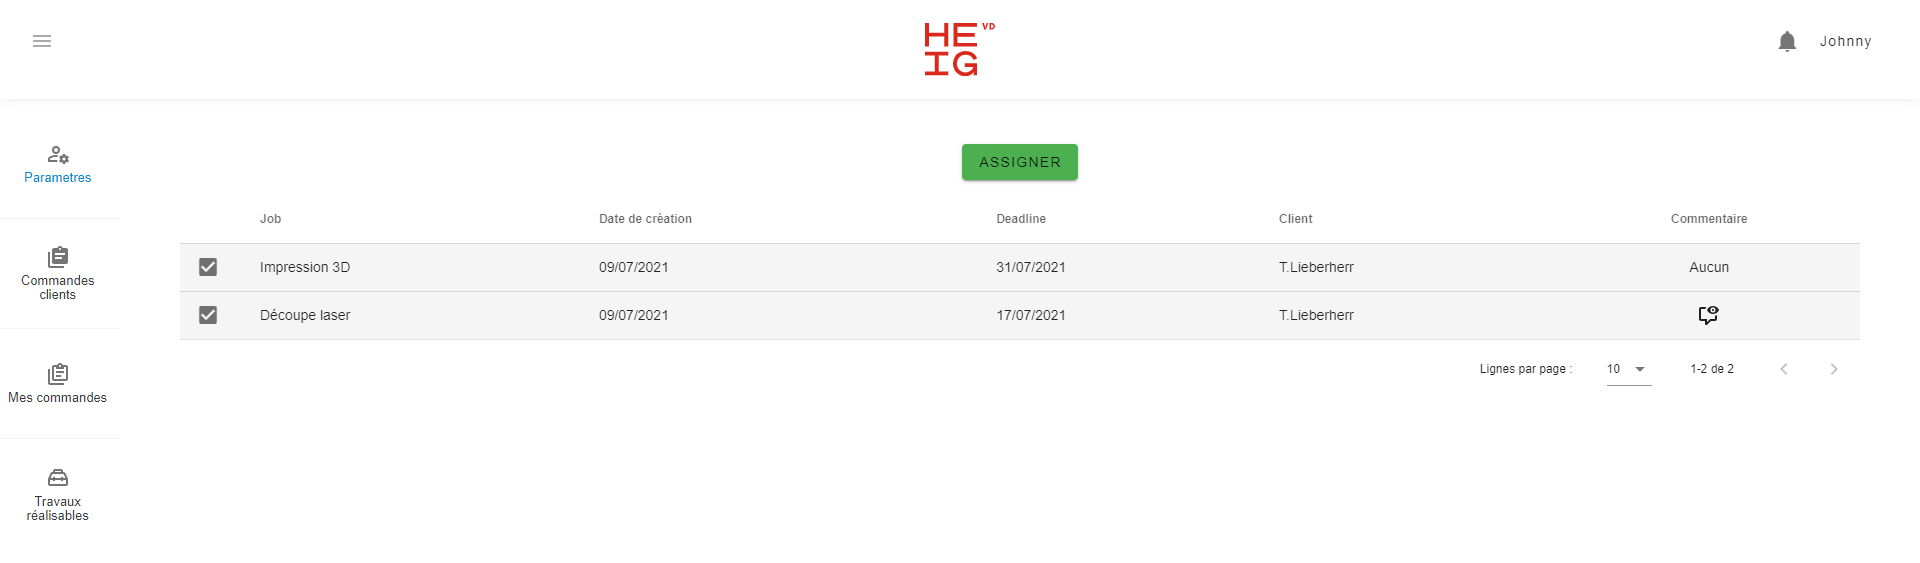 HE VD
IG
Johnny
Parametres
Commandes
clients
Mes commandes
Travaux
réalisables
ASSIGNER
Job Date de création Deadline Client Commentaire
Impression 3D 09/07/2021 31/07/2021 T.Lieberherr Aucun
Découpe laser 09/07/2021 17/07/2021 T.Lieberherr
Lignes par page : 10 1-2 de 2